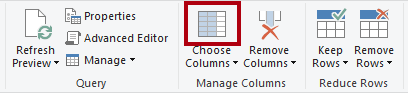 Refresh
Preview
Properties
Advanced Editor
Manage
Query
Choose
Columns
Remove
Columns
Manage Columns
Keep
Rows
Remove
Rows
Reduce Rows